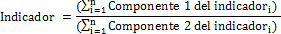 Indicador = (∑ⁿᵢ₌₁ Componente 1 del indicadorᵢ)
(∑ⁿᵢ₌₁ Componente 2 del indicadorᵢ)